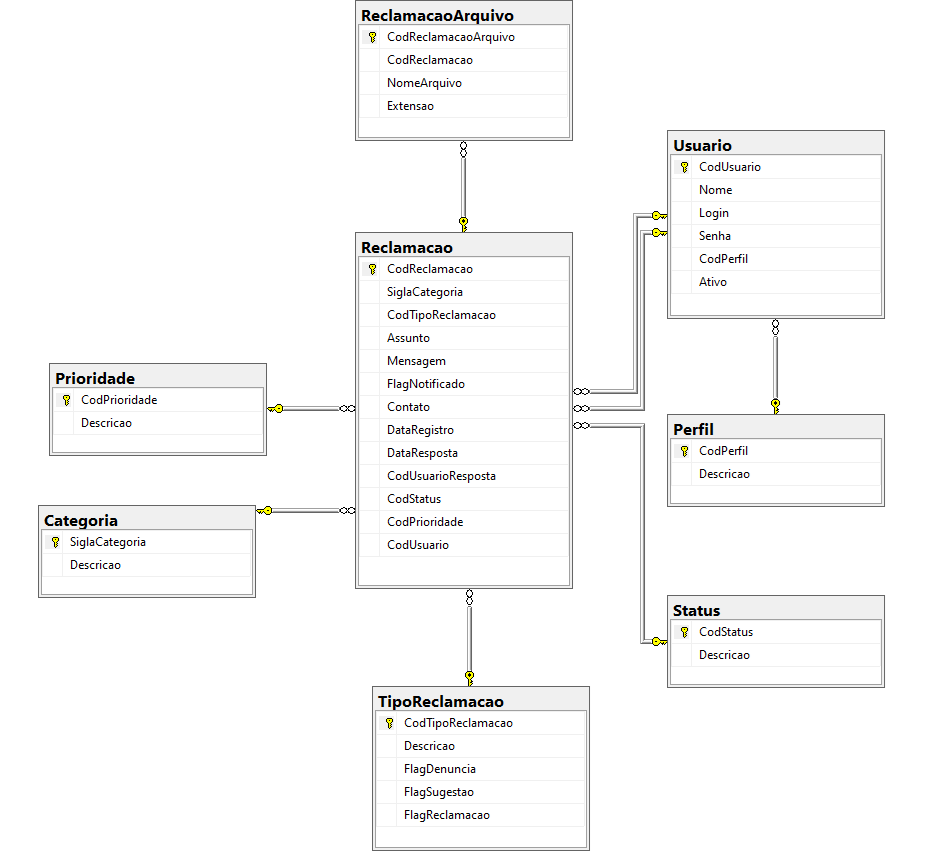 ReclamacaoArquivo
CodReclamacaoArquivo
CodReclamacao
NomeArquivo
Extensao
Usuario
CodUsuario
Nome
Login
Senha
CodPerfil
Ativo
Reclamacao
CodReclamacao
SiglaCategoria
CodTipoReclamacao
Assunto
Mensagem
FlagNotificado
Contato
DataRegistro
DataResposta
CodUsuarioResposta
CodStatus
CodPrioridade
CodUsuario
Prioridade
CodPrioridade
Descricao
Perfil
CodPerfil
Descricao
Categoria
SiglaCategoria
Descricao
Status
CodStatus
Descricao
TipoReclamacao
CodTipoReclamacao
Descricao
FlagDenuncia
FlagSugestao
FlagReclamacao